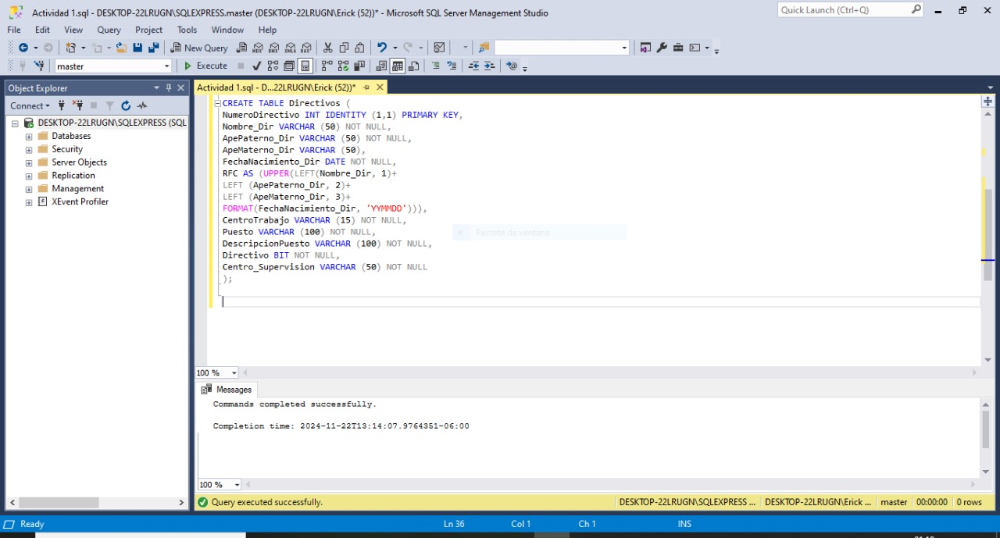 Actividad 1.sql - DESKTOP-22LRUGN\SQLEXPRESS.master (DESKTOP-22LRUGN\Erick (52))* - Microsoft SQL Server Management Studio
Quick Launch (Ctrl+Q)
File Edit View Query Project Tools Window Help
New Query
master Execute
Object Explorer
Actividad 1.sql - D...22LRUGN\Erick (52))*
Connect
DESKTOP-22LRUGN\SQLEXPRESS (SQL
Databases
Security
Server Objects
Replication
Management
XEvent Profiler
CREATE TABLE Directivos (
NumeroDirectivo INT IDENTITY (1,1) PRIMARY KEY,
Nombre_Dir VARCHAR (50) NOT NULL,
ApePaterno_Dir VARCHAR (50) NOT NULL,
ApeMaterno_Dir VARCHAR (50),
FechaNacimiento_Dir DATE NOT NULL,
RFC AS (UPPER(LEFT(Nombre_Dir, 1)+
LEFT (ApePaterno_Dir, 2)+
LEFT (ApeMaterno_Dir, 3)+
FORMAT(FechaNacimiento_Dir, 'YYMMDD'))),
CentroTrabajo VARCHAR (15) NOT NULL,
Puesto VARCHAR (100) NOT NULL,
Recorte de ventana
DescripcionPuesto VARCHAR (100) NOT NULL,
Directivo BIT NOT NULL,
Centro_Supervision VARCHAR (50) NOT NULL
);
100 %
Messages
Commands completed successfully.
Completion time: 2024-11-22T13:14:07.9764351-06:00
100 %
Query executed successfully. DESKTOP-22LRUGN\SQLEXPRESS ... DESKTOP-22LRUGN\Erick ... master 00:00:00 0 rows
Ready Ln 36 Col 1 Ch 1 INS